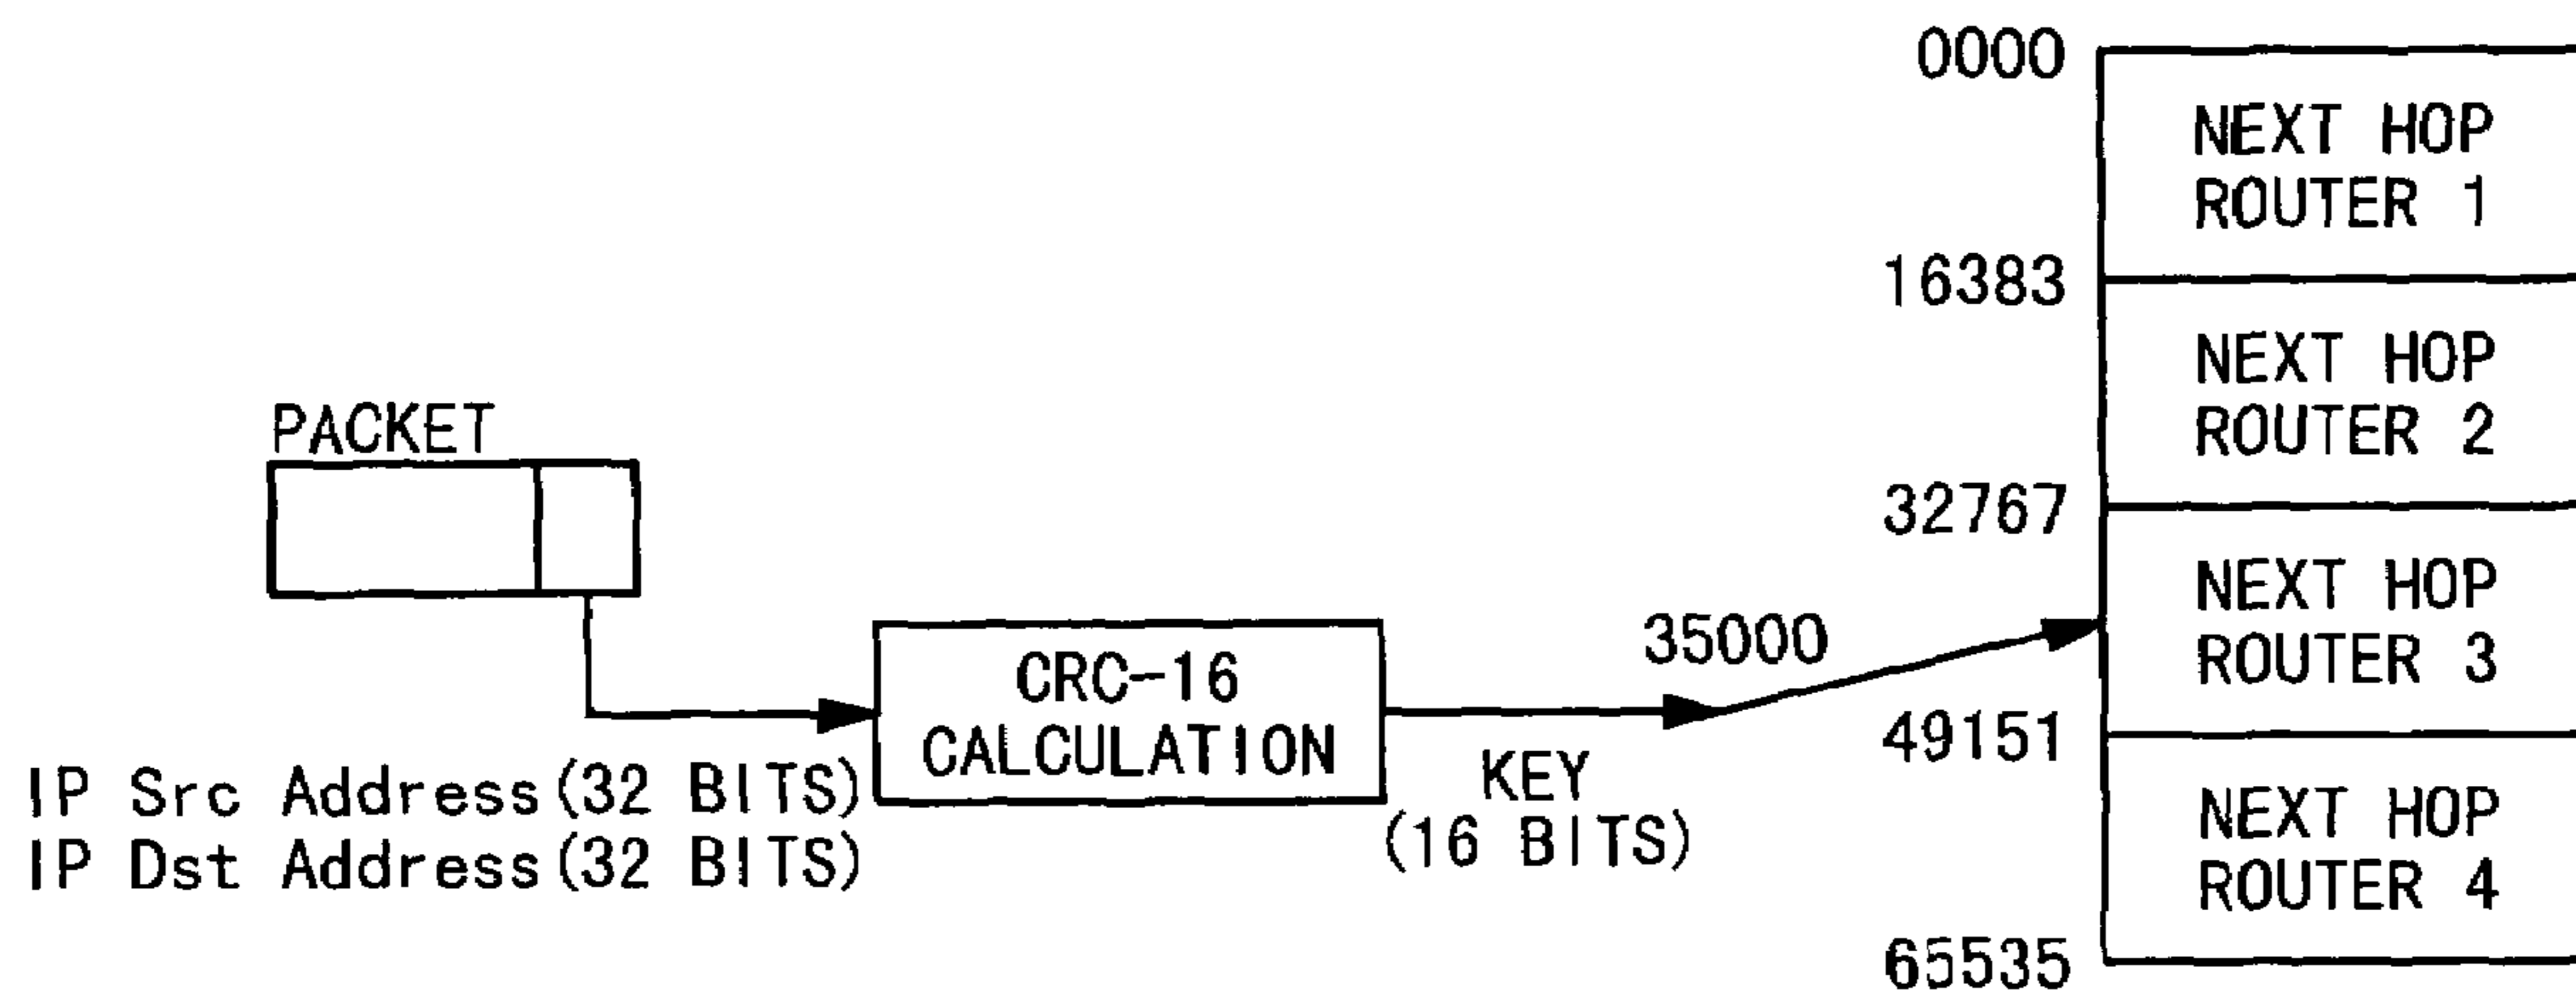 0000
NEXT HOP
ROUTER 1
16383
NEXT HOP
ROUTER 2
32767
PACKET
NEXT HOP
ROUTER 3
35000
CRC-16
CALCULATION
49151
KEY
(16 BITS)
IP Src Address(32 BITS)
IP Dst Address(32 BITS)
NEXT HOP
ROUTER 4
65535